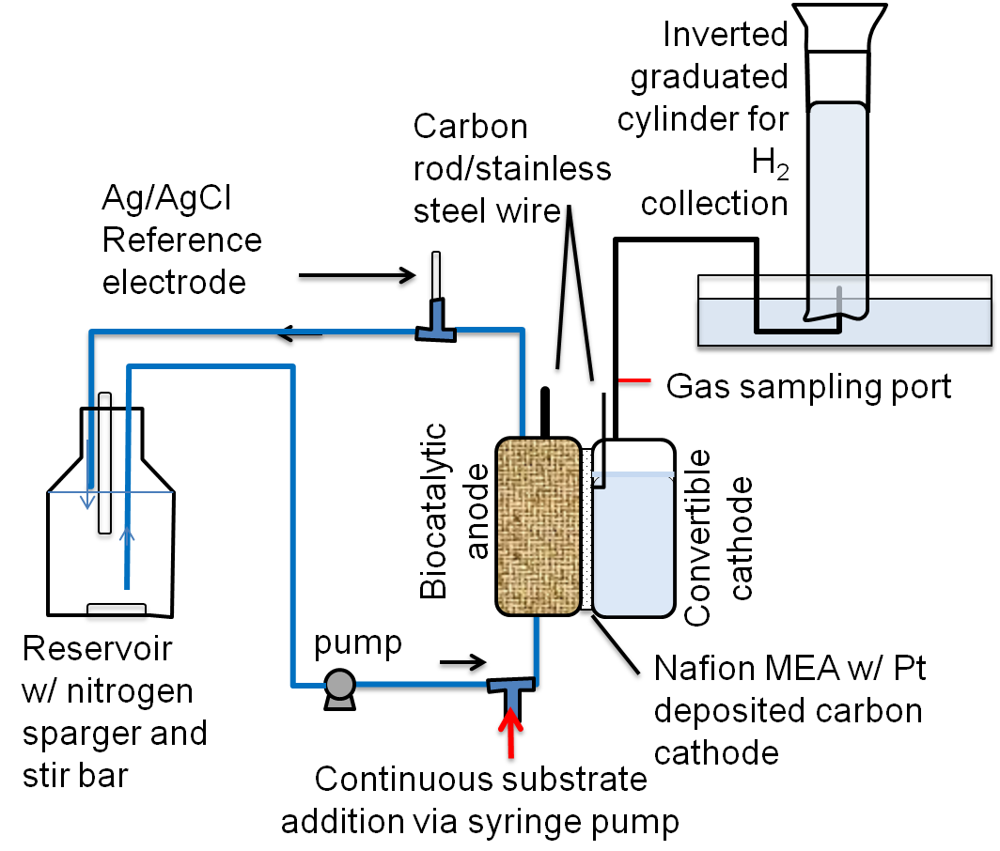 Inverted
graduated
cylinder for
H₂
collection
Carbon
rod/stainless
steel wire
Ag/AgCl
Reference
electrode
Gas sampling port
Biocatalytic
anode
Convertible
cathode
Reservoir
w/ nitrogen
sparger and
stir bar
pump
Nafion MEA w/ Pt
deposited carbon
cathode
Continuous substrate
addition via syringe pump